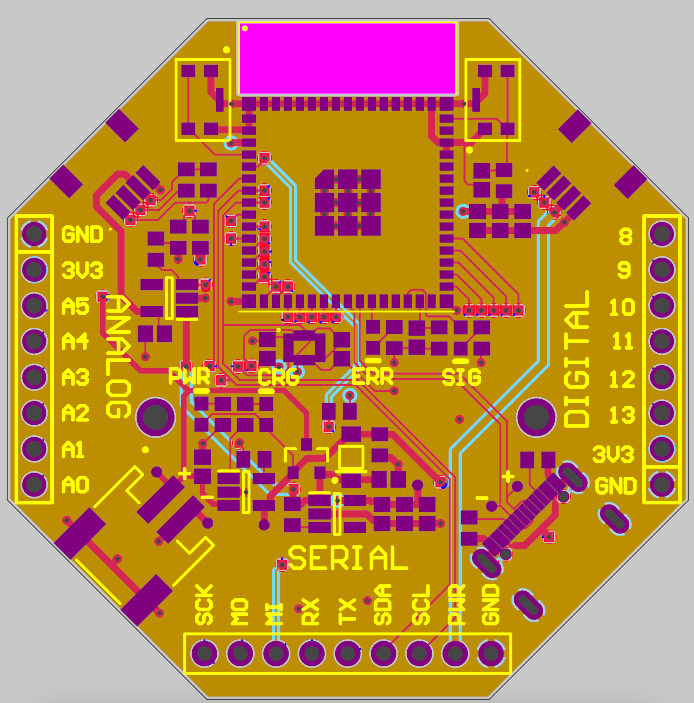 GND
3V3
A5
A4
A3
A2
A1
A0
ANALOG
8
9
10
11
12
13
3V3
GND
DIGITAL
PWR CRG ERR SIG
+
-
+
-
SERIAL
SCK MO MI RX TX SDA SCL PWR GND